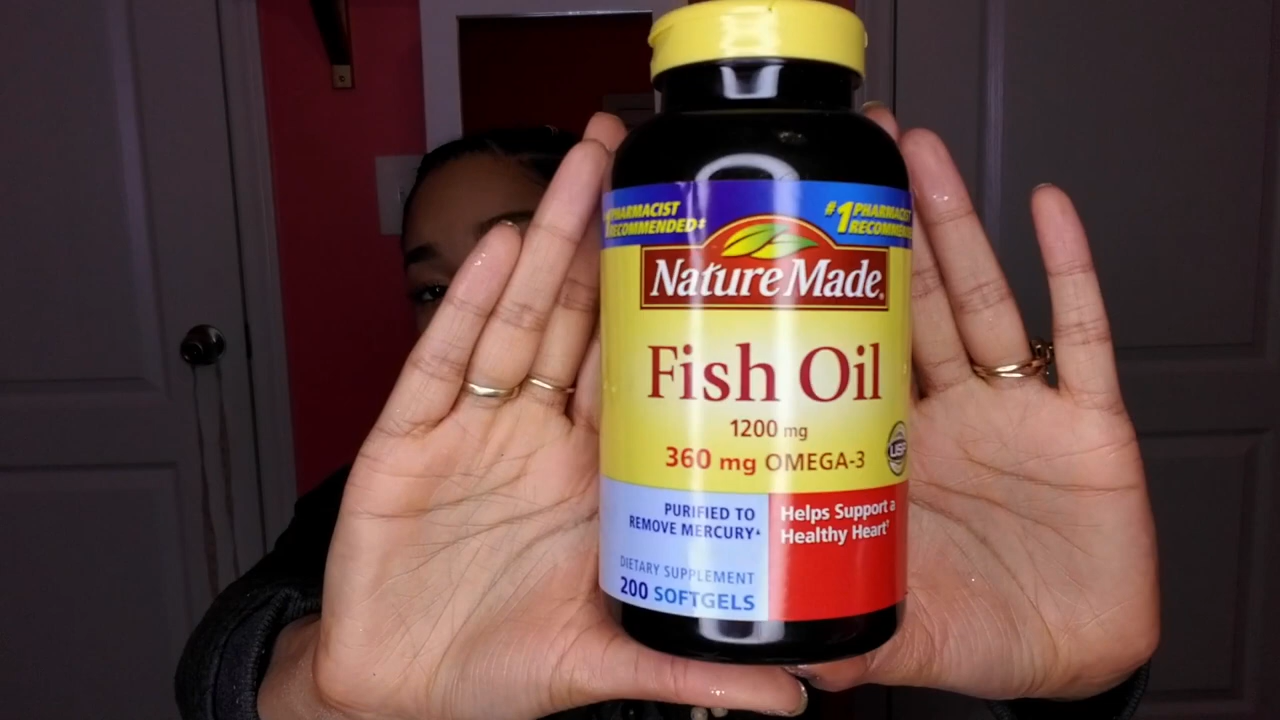 #1 PHARMACIST
RECOMMENDED‡
#1 PHARMACIST
RECOMMENDED
Nature Made®
Fish Oil
1200 mg
360 mg OMEGA-3
USP
PURIFIED TO
REMOVE MERCURY▲
Helps Support a
Healthy Heart†
DIETARY SUPPLEMENT
200 SOFTGELS